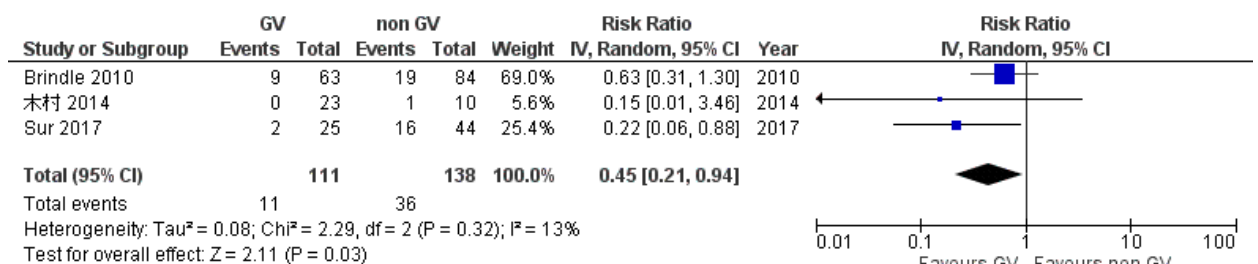 GV non GV Risk Ratio Risk Ratio
Study or Subgroup Events Total Events Total Weight IV, Random, 95% CI Year IV, Random, 95% CI
Brindle 2010 9 63 19 84 69.0% 0.63 [0.31, 1.30] 2010
木村 2014 0 23 1 10 5.6% 0.15 [0.01, 3.46] 2014
Sur 2017 2 25 16 44 25.4% 0.22 [0.06, 0.88] 2017
Total (95% CI) 111 138 100.0% 0.45 [0.21, 0.94]
Total events 11 36
Heterogeneity: Tau² = 0.08; Chi² = 2.29, df = 2 (P = 0.32); I² = 13%
Test for overall effect: Z = 2.11 (P = 0.03)
0.01 0.1 1 10 100
Favours GV Favours non GV